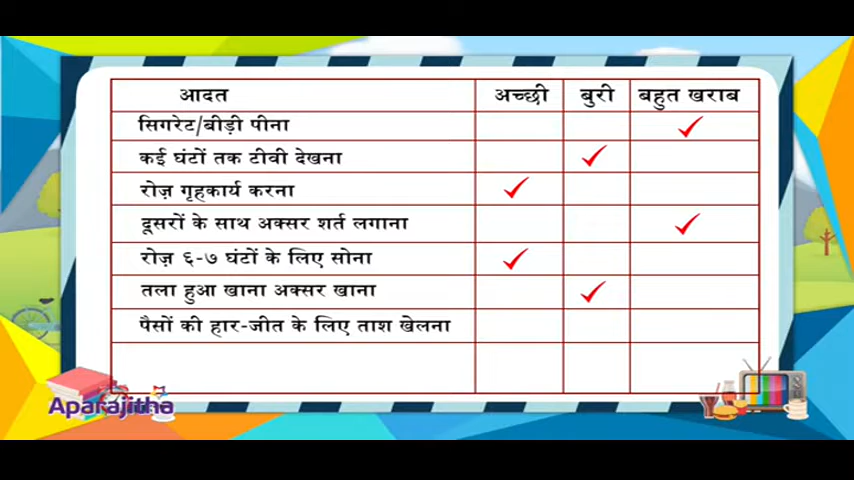 आदत अच्छी बुरी बहुत खराब
सिगरेट/बीड़ी पीना
कई घंटों तक टीवी देखना
रोज़ गृहकार्य करना
दूसरों के साथ अक्सर शर्त लगाना
रोज़ ६-७ घंटों के लिए सोना
तला हुआ खाना अक्सर खाना
पैसों की हार-जीत के लिए ताश खेलना
Aparajitha